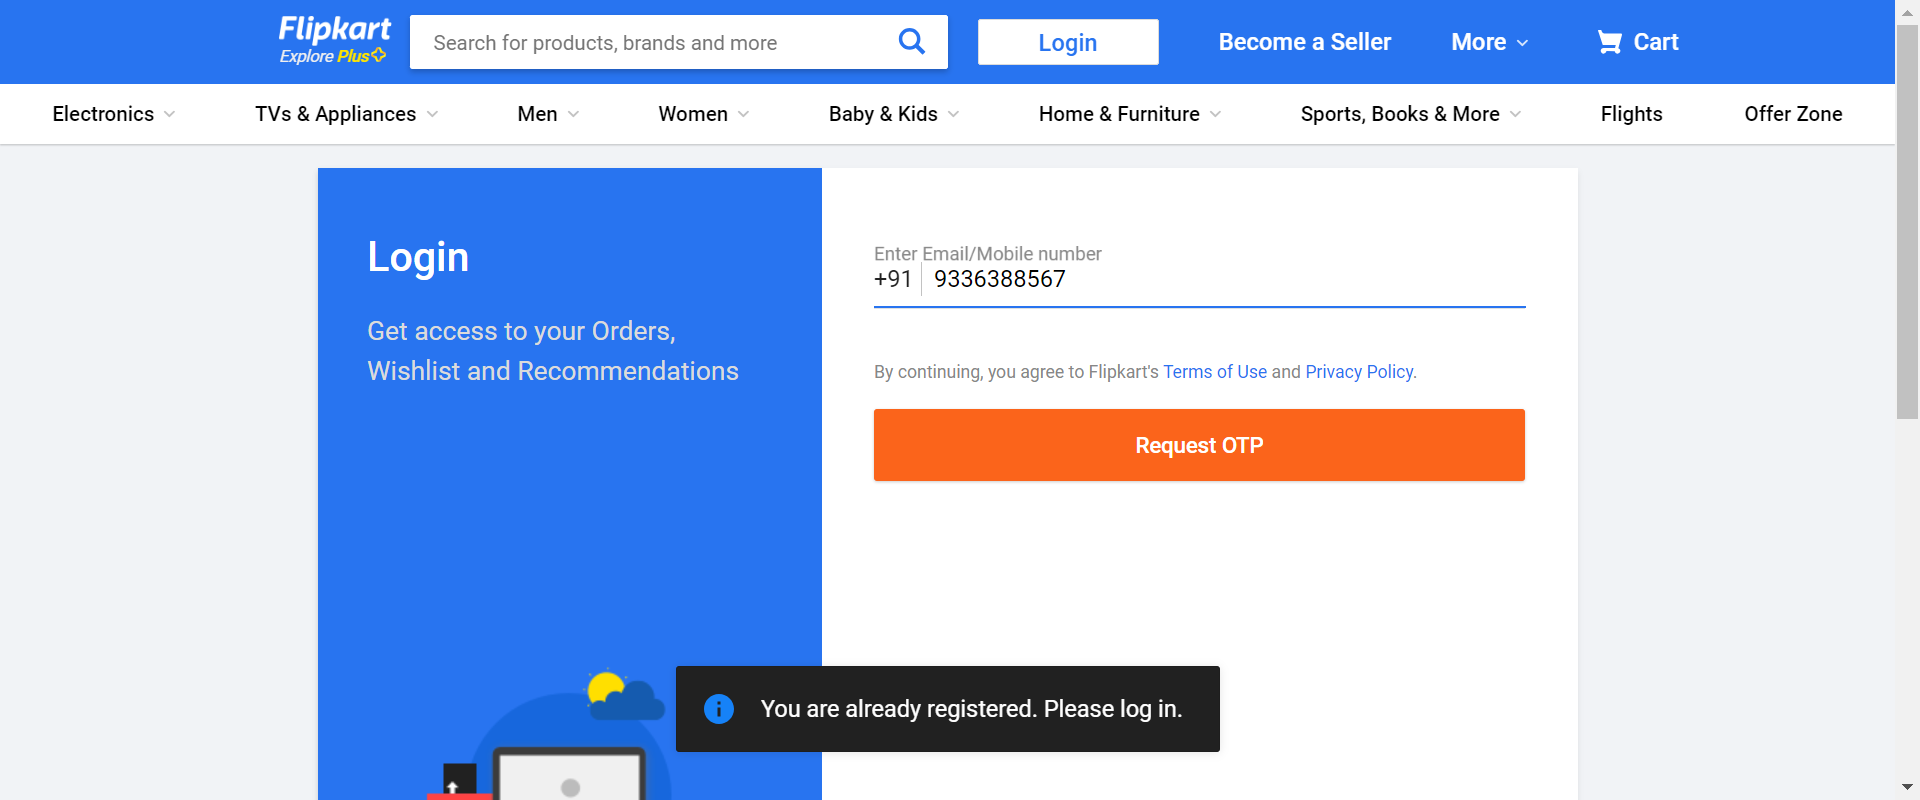 Flipkart
Explore Plus
Search for products, brands and more
Login
Become a Seller
More
Cart
Electronics
TVs & Appliances
Men
Women
Baby & Kids
Home & Furniture
Sports, Books & More
Flights
Offer Zone
Login
Get access to your Orders,
Wishlist and Recommendations
Enter Email/Mobile number
+91 9336388567
By continuing, you agree to Flipkart's Terms of Use and Privacy Policy.
Request OTP
You are already registered. Please log in.